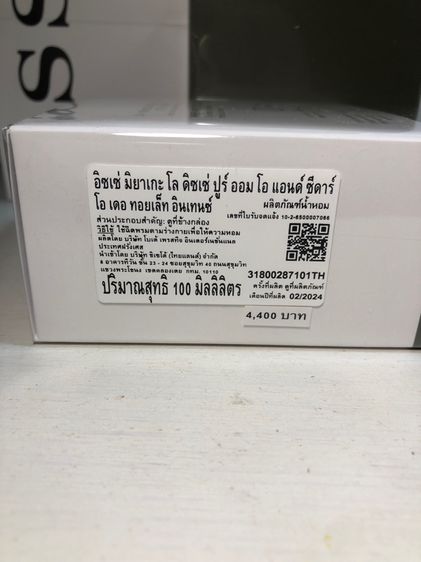 SS
อิซเซ่ มิยาเกะ โล ดิซเซ่ ปูร์ ออม โอ แอนด์ ซีดาร์
โอ เดอ ทอยเล็ท อินเทนซ์
ผลิตภัณฑ์น้ำหอม
ส่วนประกอบสำคัญ: ดูที่ข้างกล่อง
เลขที่ใบรับจดแจ้ง 10-2-6500007066
วิธีใช้ ใช้ฉีดพรมตามร่างกายเพื่อให้ความหอม
ผลิตโดย บริษัท โบเต้ เพรสทีจ อินเตอร์เนชั่นแนล
ประเทศฝรั่งเศส
นำเข้าโดย บริษัท ชิเซโด้ (ไทยแลนด์) จำกัด
8 อาคารทีวัน ชั้น 23 - 24 ซอยสุขุมวิท 40 ถนนสุขุมวิท
แขวงพระโขนง เขตคลองเตย กทม. 10110
31800287101TH
ปริมาณสุทธิ 100 มิลลิลิตร
ครั้งที่ผลิต ดูที่ผลิตภัณฑ์
เดือนปีที่ผลิต 02/2024
4,400 บาท